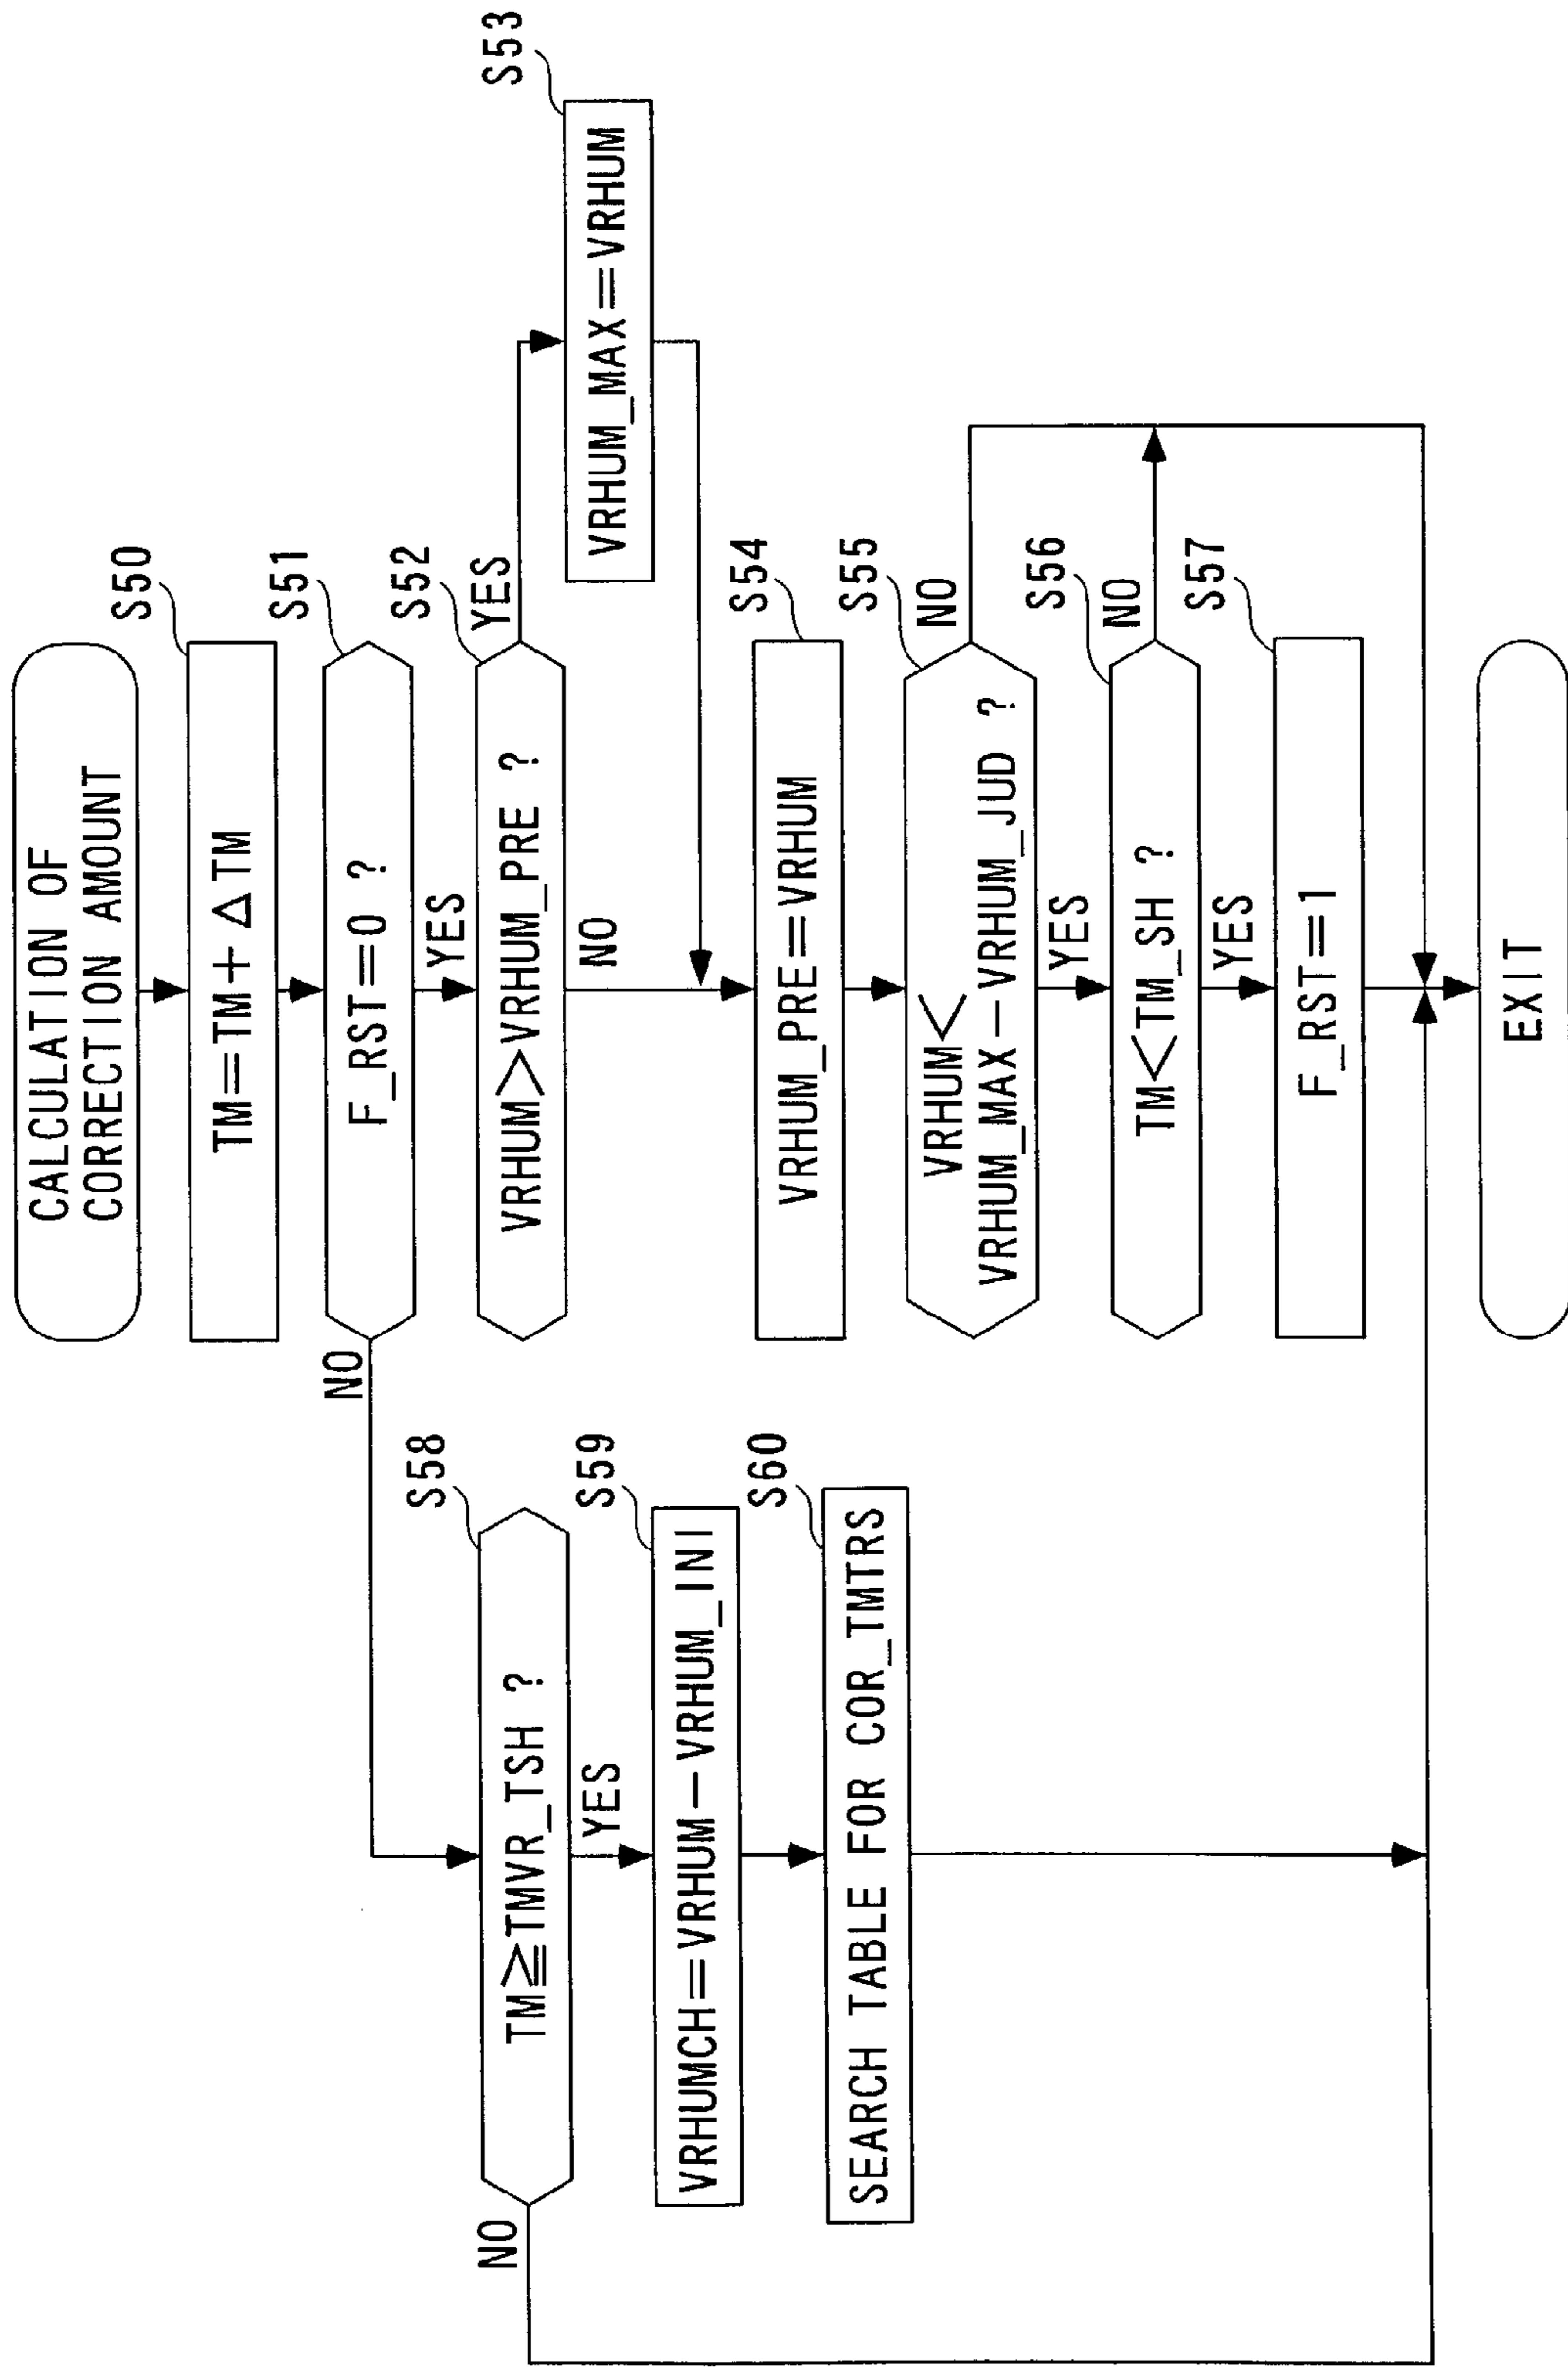 CALCULATION OF
CORRECTION AMOUNT
S50
TM=TM+ΔTM
S51
F_RST=0 ?
NO
YES
S52
VRHUM>VRHUM_PRE ?
YES
NO
S53
VRHUM_MAX=VRHUM
S54
VRHUM_PRE=VRHUM
S55
VRHUM<
VRHUM_MAX-VRHUM_JUD ?
NO
YES
S56
TM<TM_SH ?
NO
YES
S57
F_RST=1
S58
TM≧TMVR_TSH ?
NO
YES
S59
VRHUMCH=VRHUM-VRHUM_INI
S60
SEARCH TABLE FOR COR_TMTRS
EXIT